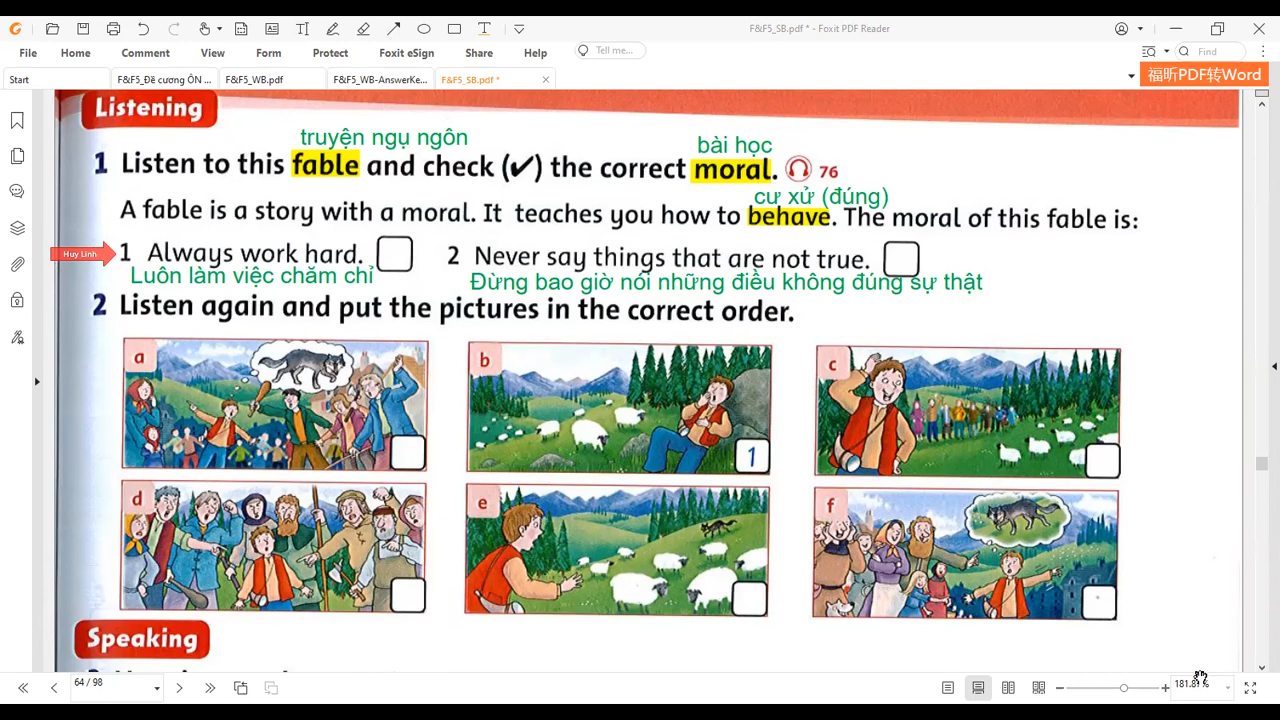 F&F5_SB.pdf * - Foxit PDF Reader
File Home Comment View Form Protect Foxit eSign Share Help Tell me... Find
Start F&F5_Đề cương ÔN ... F&F5_WB.pdf F&F5_WB-AnswerKe... F&F5_SB.pdf *
福昕PDF转Word
Listening
truyện ngụ ngôn bài học
1 Listen to this fable and check (✔) the correct moral. 76
cư xử (đúng)
A fable is a story with a moral. It teaches you how to behave. The moral of this fable is:
Huy Linh
1 Always work hard. 2 Never say things that are not true.
Luôn làm việc chăm chỉ Đừng bao giờ nói những điều không đúng sự thật
2 Listen again and put the pictures in the correct order.
a b c
1
d e f
Speaking
64 / 98